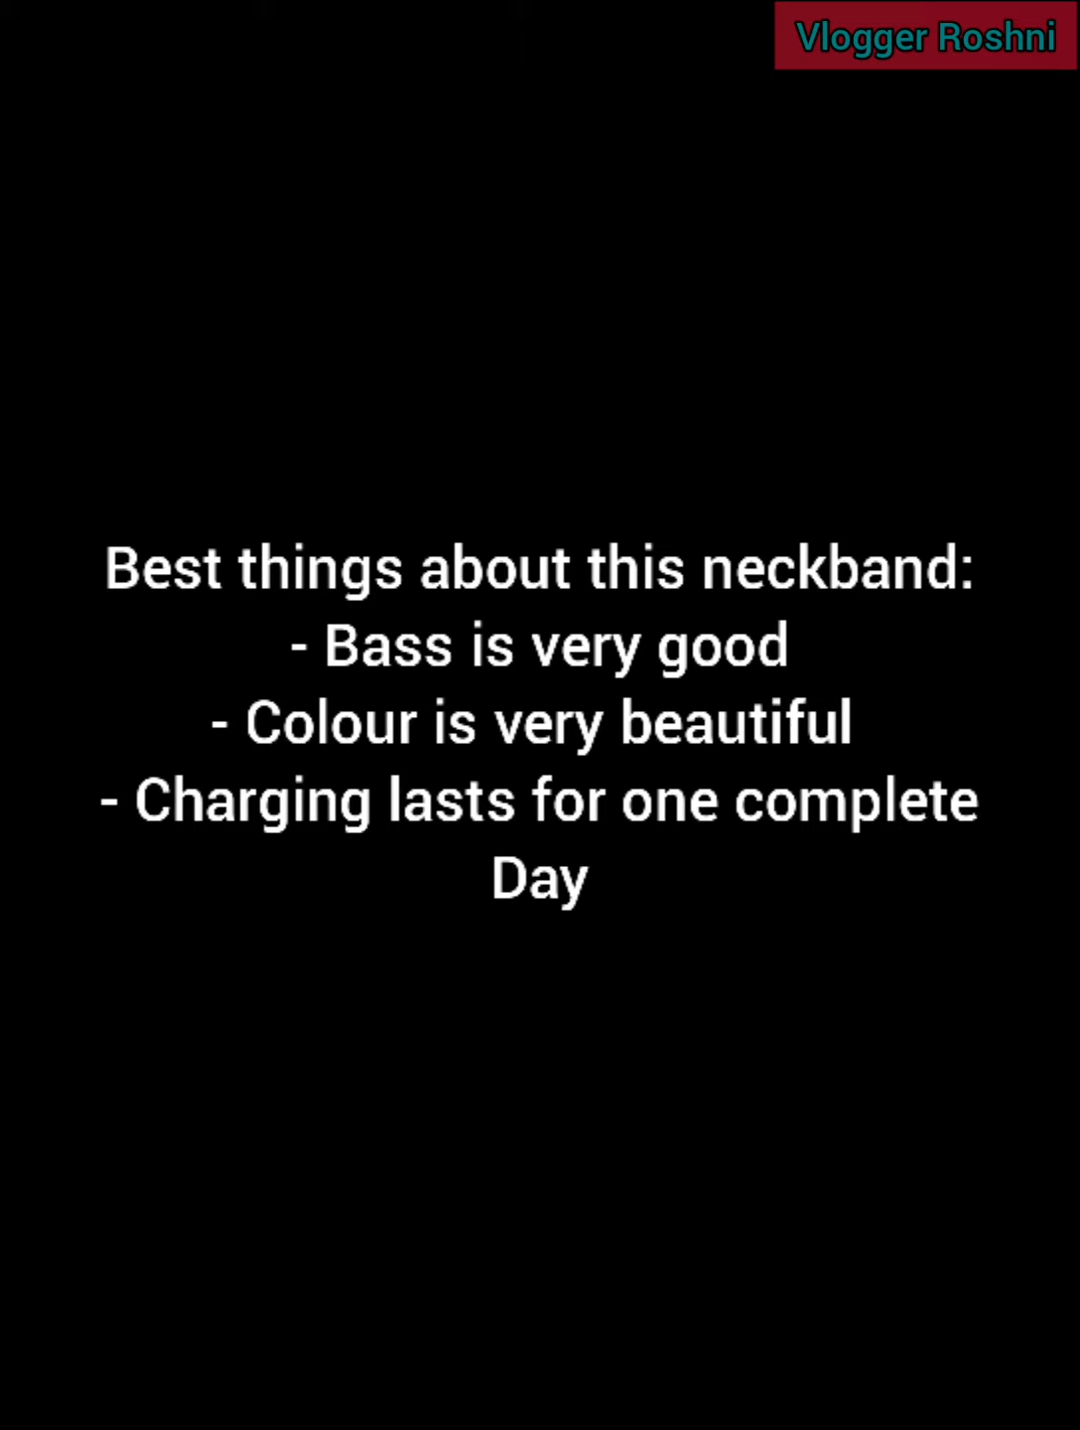 Vlogger Roshni
Best things about this neckband:
- Bass is very good
- Colour is very beautiful
- Charging lasts for one complete
Day